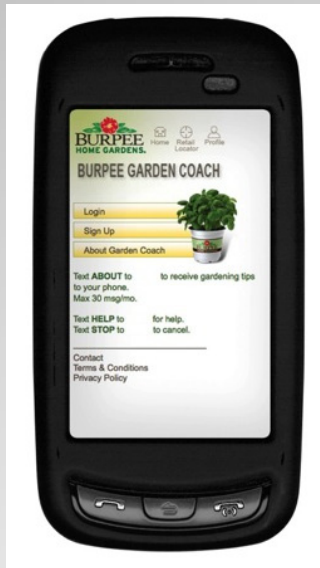 BURPEE
HOME GARDENS.
Home
Retail
Locator
Profile
BURPEE GARDEN COACH
Login
Sign Up
About Garden Coach
Text ABOUT to to receive gardening tips
to your phone.
Max 30 msg/mo.
Text HELP to for help.
Text STOP to to cancel.
Contact
Terms & Conditions
Privacy Policy